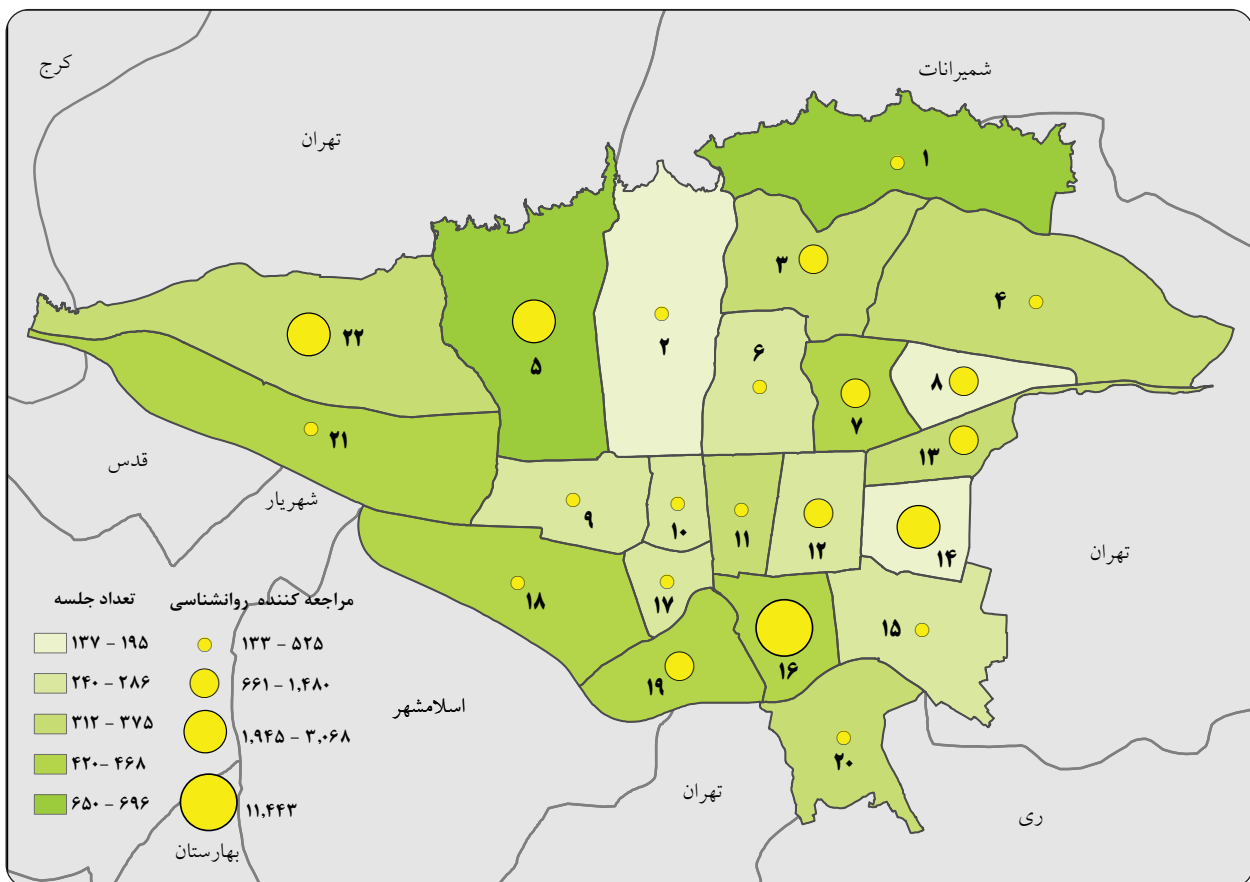 کرج
شمیرانات
تهران
۱
۳
۴
۲
۲۲
۵
۶
۸
۷
۲۱
۱۳
قدس
شهریار
۹
۱۰
۱۱
۱۲
۱۴
تهران
۱۸
۱۷
۱۵
۱۹
۱۶
اسلامشهر
۲۰
تهران
ری
بهارستان
تعداد جلسه
۱۳۷ - ۱۹۵
۲۴۰ - ۲۸۶
۳۱۲ - ۳۷۵
۴۲۰- ۴۶۸
۶۵۰ - ۶۹۶
مراجعه کننده روانشناسی
۱۳۳ - ۵۲۵
۶۶۱ - ۱,۴۸۰
۱,۹۴۵ - ۳,۰۶۸
۱۱,۴۴۳